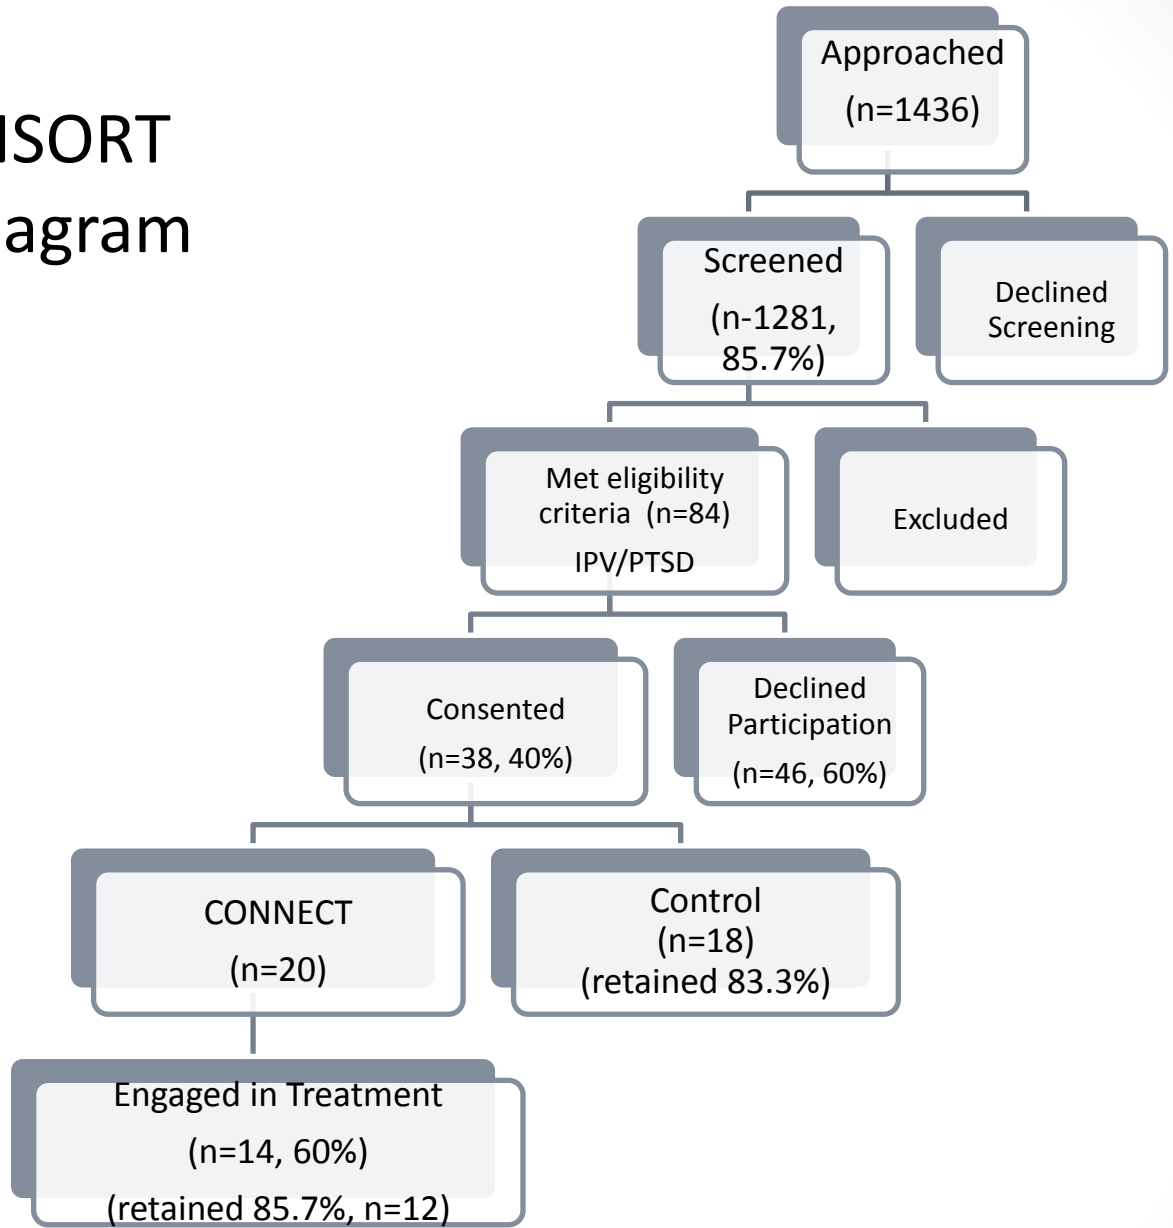 NSORT
agram
Approached
(n=1436)
Screened
(n-1281,
85.7%)
Declined
Screening
Met eligibility
criteria (n=84)
IPV/PTSD
Excluded
Consented
(n=38, 40%)
Declined
Participation
(n=46, 60%)
CONNECT
(n=20)
Control
(n=18)
(retained 83.3%)
Engaged in Treatment
(n=14, 60%)
(retained 85.7%, n=12)